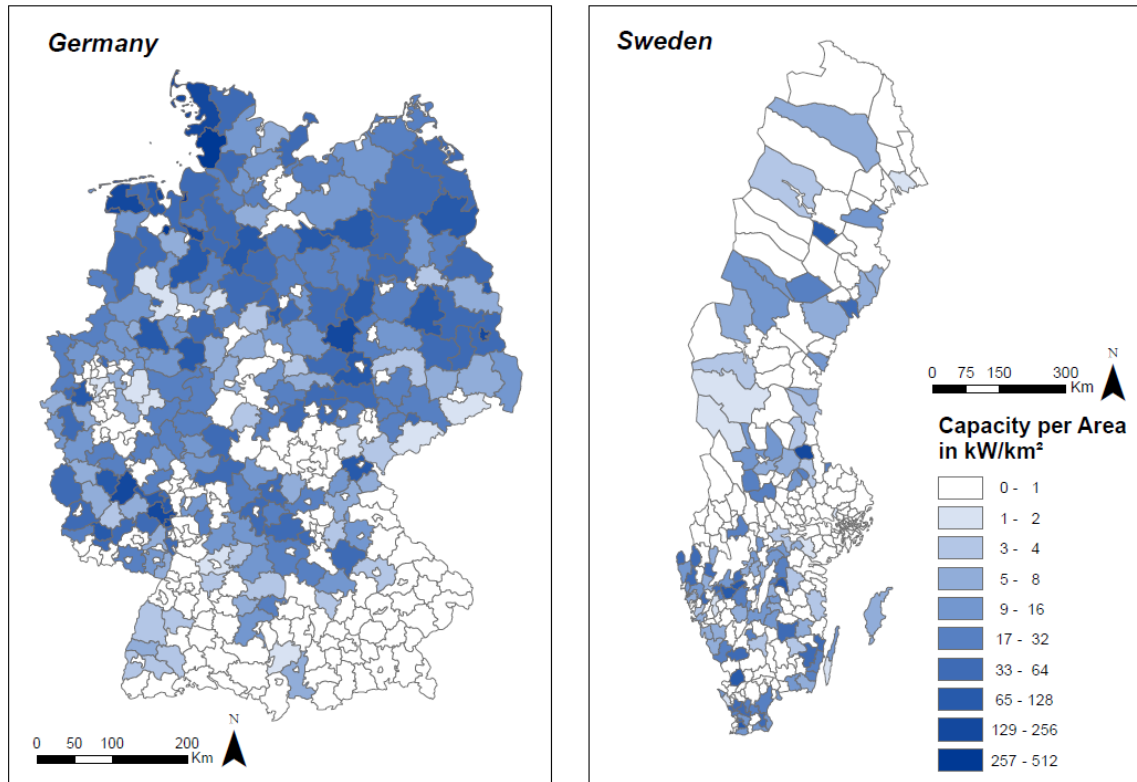 Germany
N
0 50 100 200
Km
Sweden
N
0 75 150 300
Km
Capacity per Area
in kW/km²
0 - 1
1 - 2
3 - 4
5 - 8
9 - 16
17 - 32
33 - 64
65 - 128
129 - 256
257 - 512